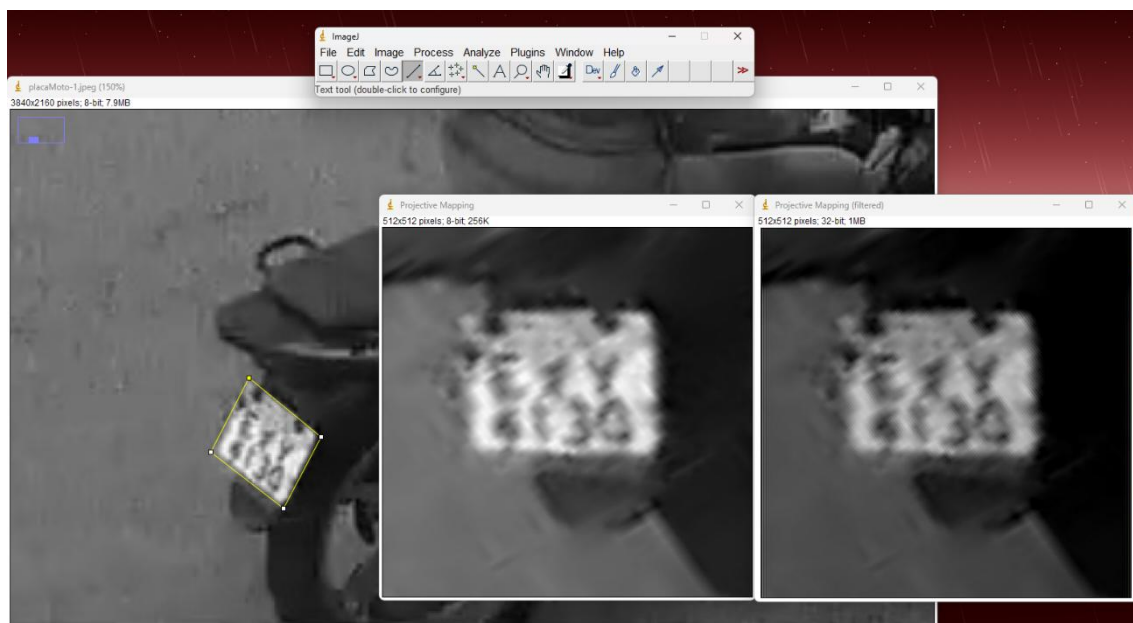 ImageJ
File Edit Image Process Analyze Plugins Window Help
A Dev. >>
Text tool (double-click to configure)
placaMoto-1.jpeg (150%)
3840x2160 pixels; 8-bit; 7.9MB
Projective Mapping
512x512 pixels; 8-bit; 256K
Projective Mapping (filtered)
512x512 pixels; 32-bit; 1MB